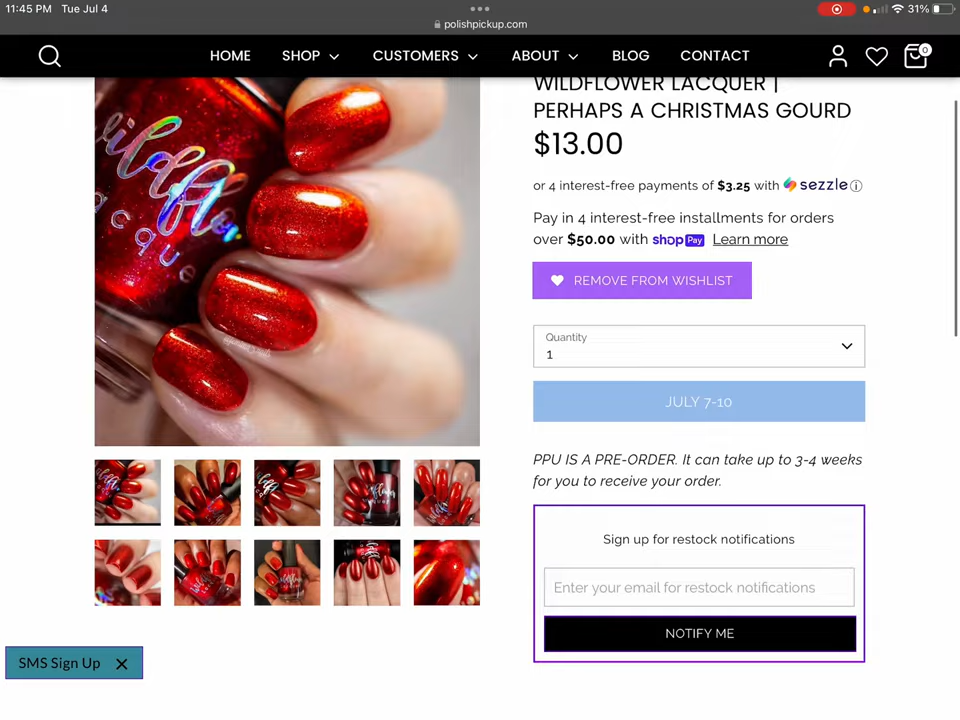 11:45 PM Tue Jul 4
31%
polishpickup.com
HOME SHOP CUSTOMERS ABOUT BLOG CONTACT
0
WILDFLOWER LACQUER |
PERHAPS A CHRISTMAS GOURD
$13.00
or 4 interest-free payments of $3.25 with sezzle
Pay in 4 interest-free installments for orders
over $50.00 with shop Pay Learn more
REMOVE FROM WISHLIST
Quantity
1
JULY 7-10
PPU IS A PRE-ORDER. It can take up to 3-4 weeks
for you to receive your order.
Sign up for restock notifications
Enter your email for restock notifications
NOTIFY ME
SMS Sign Up